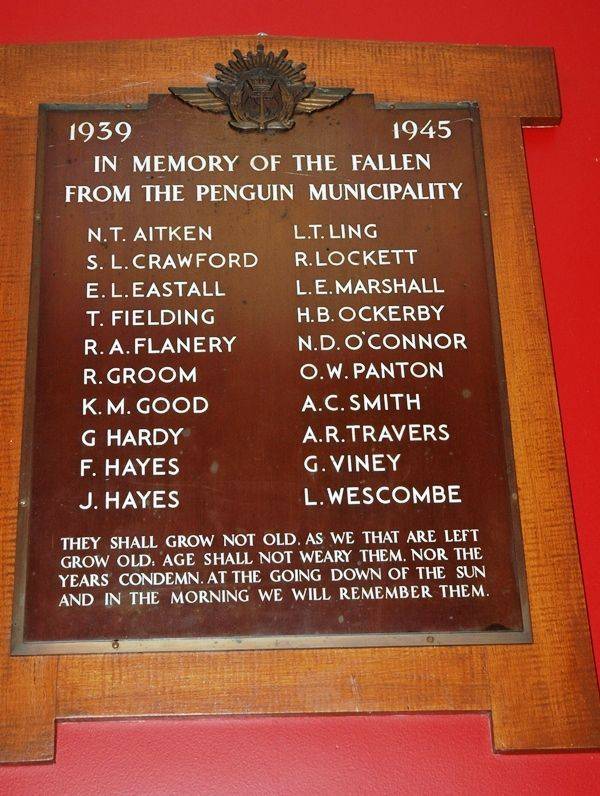 1939 1945
IN MEMORY OF THE FALLEN
FROM THE PENGUIN MUNICIPALITY
N.T. AITKEN
S. L. CRAWFORD
E. L. EASTALL
T. FIELDING
R. A. FLANERY
R. GROOM
K. M. GOOD
G HARDY
F. HAYES
J. HAYES
L.T. LING
R. LOCKETT
L.E. MARSHALL
H.B. OCKERBY
N.D. O'CONNOR
O.W. PANTON
A.C. SMITH
A.R. TRAVERS
G. VINEY
L. WESCOMBE
THEY SHALL GROW NOT OLD, AS WE THAT ARE LEFT
GROW OLD: AGE SHALL NOT WEARY THEM, NOR THE
YEARS CONDEMN. AT THE GOING DOWN OF THE SUN
AND IN THE MORNING WE WILL REMEMBER THEM.